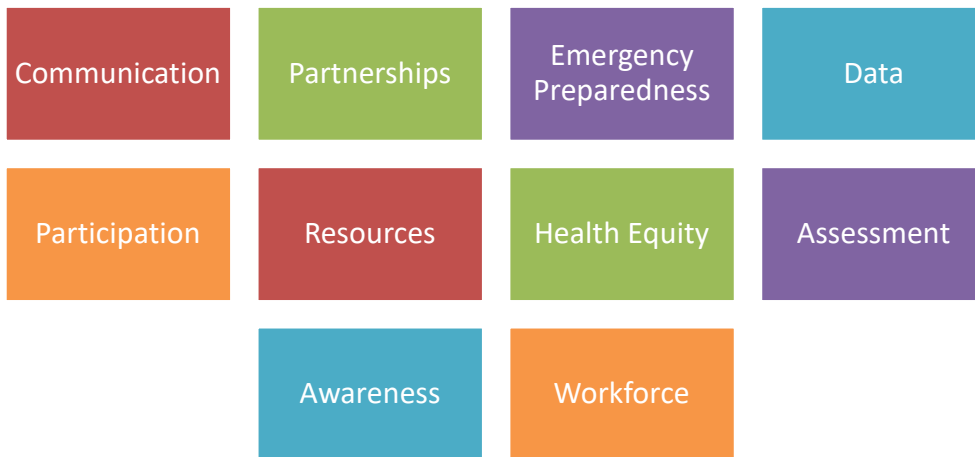 Communication
Partnerships
Emergency
Preparedness
Data
Participation
Resources
Health Equity
Assessment
Awareness
Workforce